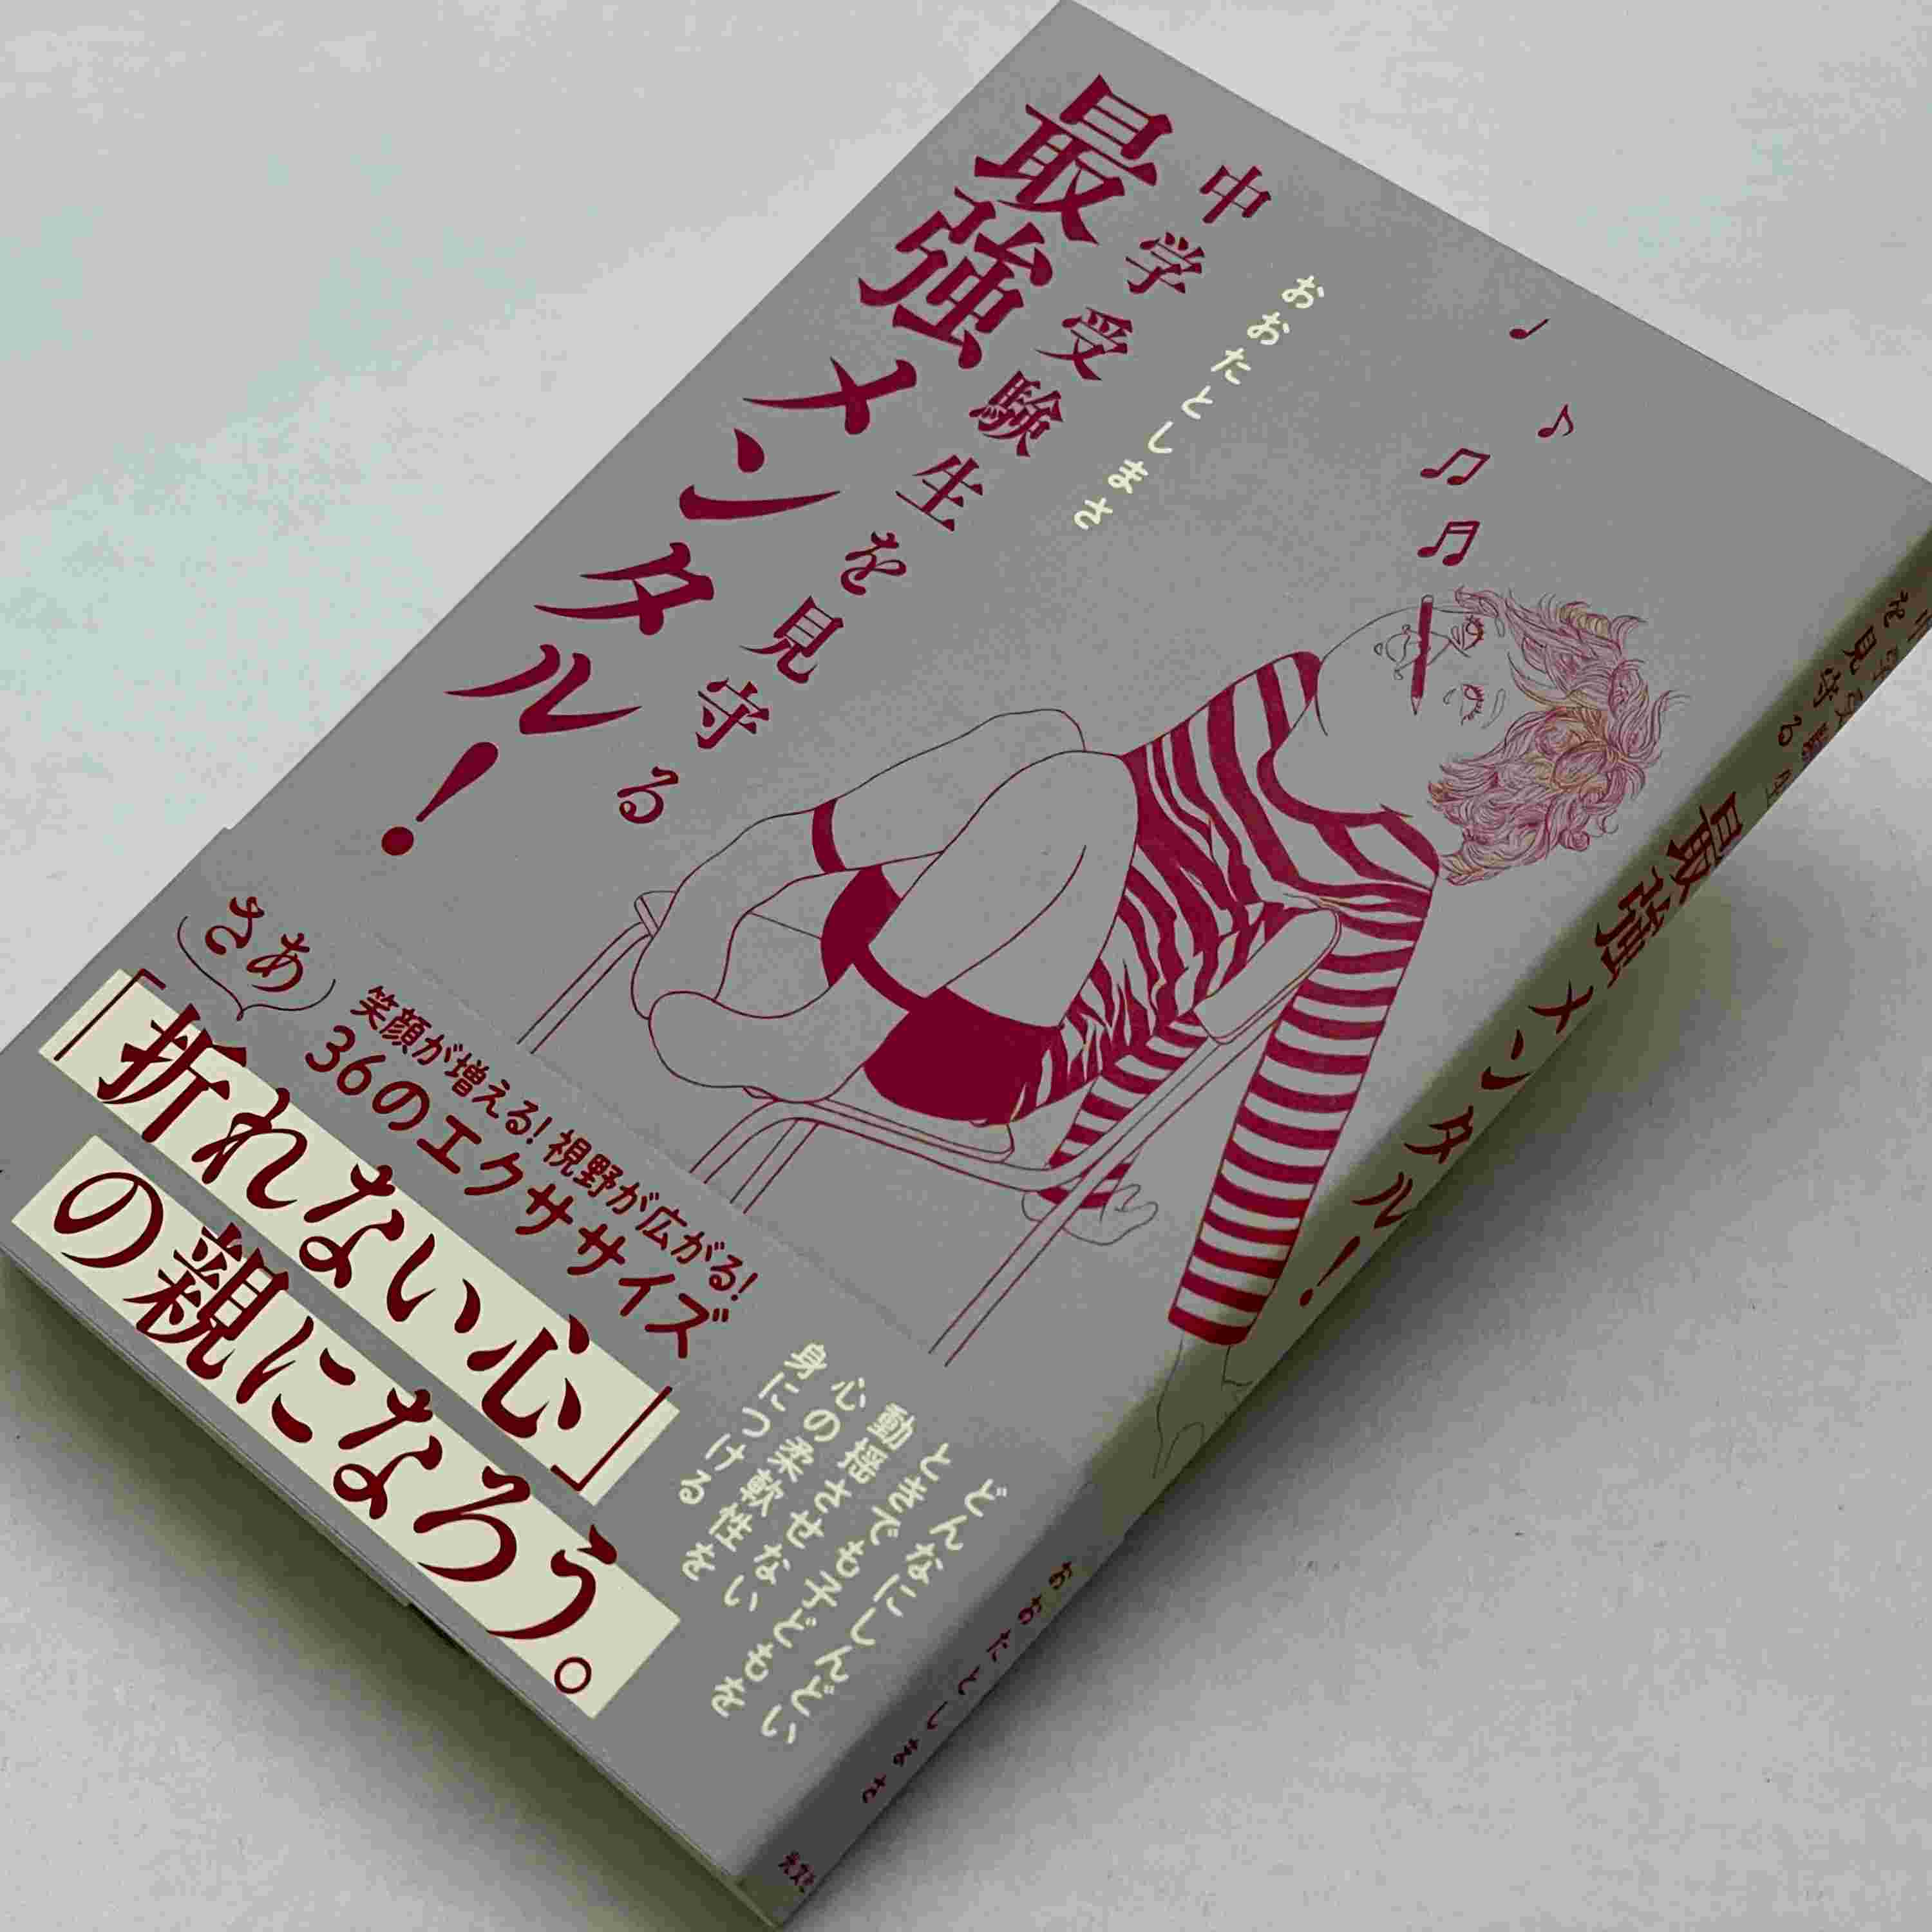 中学受験生を見守る
最強メンタル!
おおたとしまさ
さあ
笑顔が増える!視野が広がる!
36のエクササイズ
「折れない心」
の親になろう。
どんなにしんどい
ときでも子どもを
動揺させない
心の柔軟性を
身につける
中学受験生
を見守る
最強メンタル!
おおたとしまさ